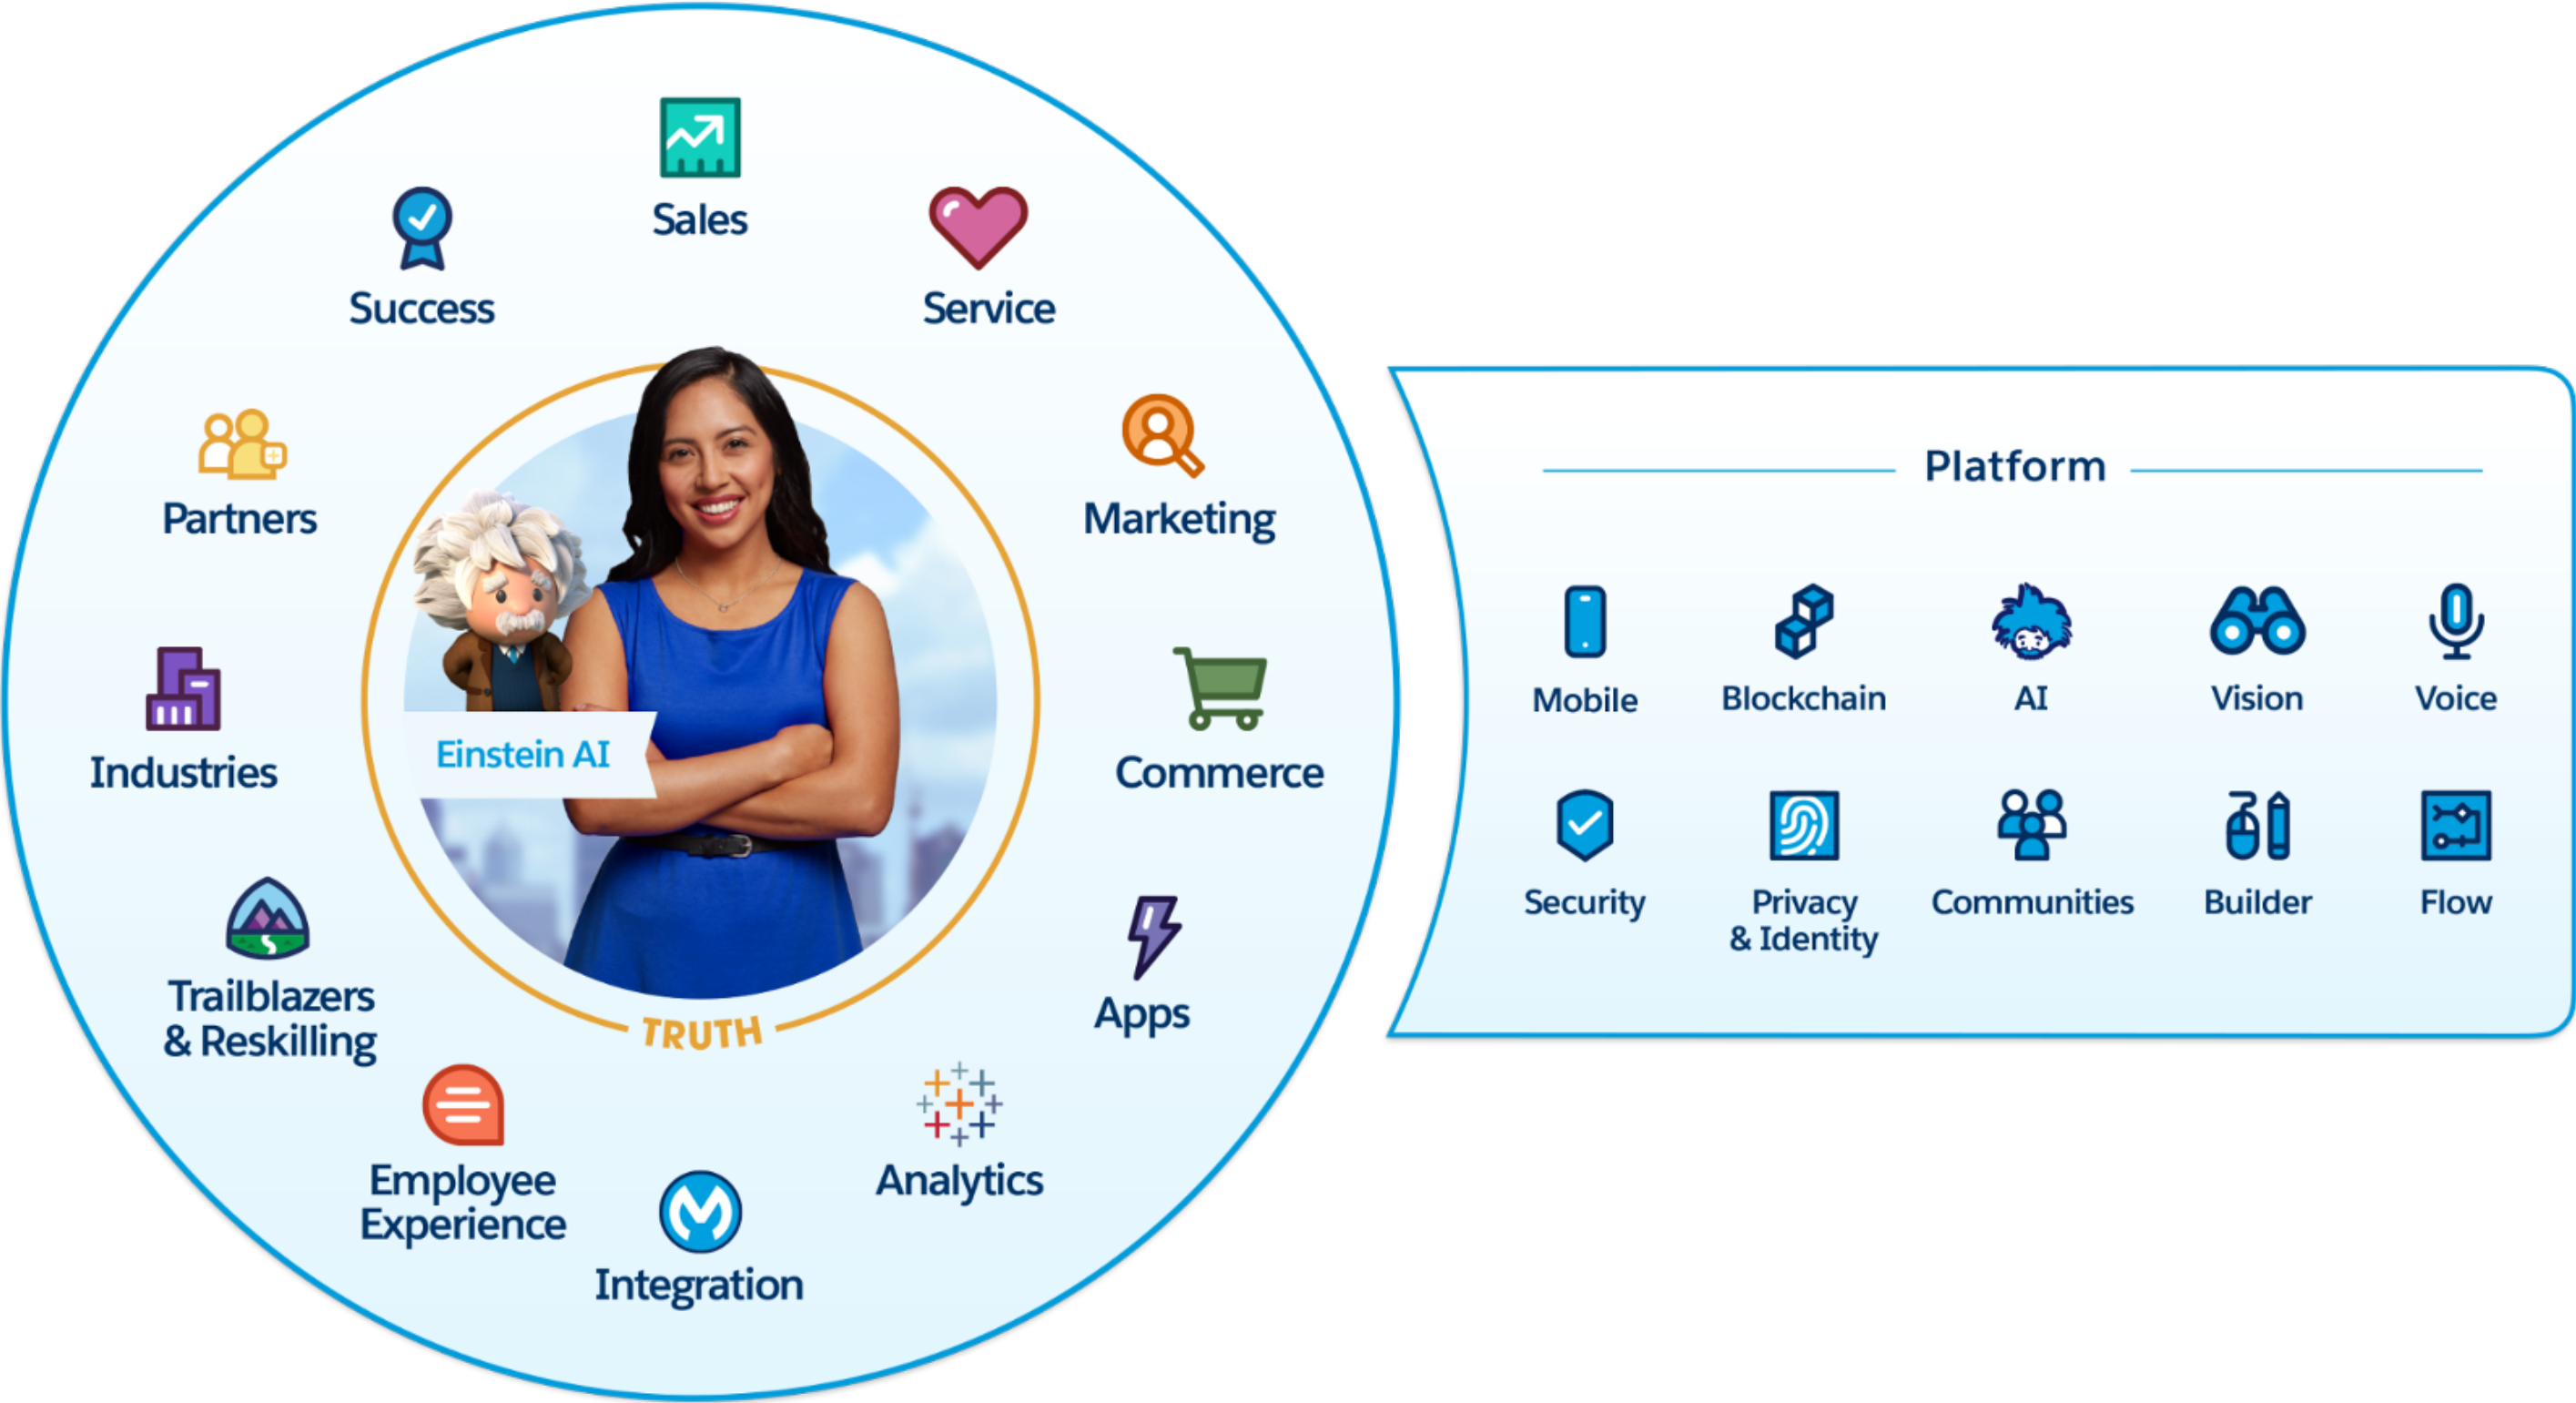 Sales
Service
Marketing
Commerce
Apps
Analytics
Integration
Employee
Experience
Trailblazers
& Reskilling
Industries
Partners
Success
Einstein AI
TRUTH
Platform
Mobile
Blockchain
AI
Vision
Voice
Security
Privacy
& Identity
Communities
Builder
Flow